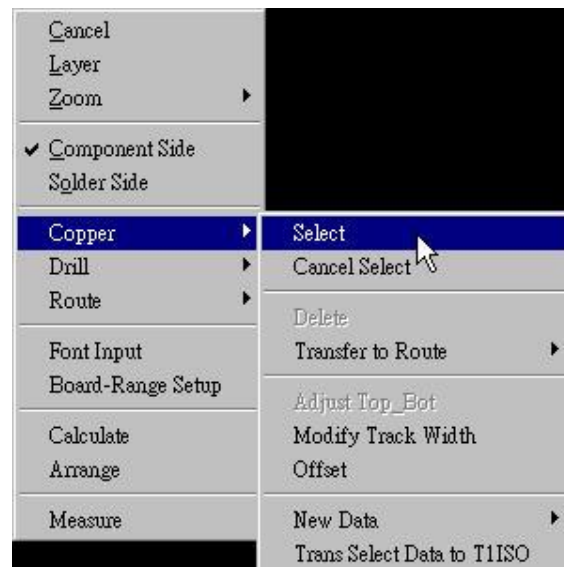 Cancel
Layer
Zoom
Component Side
Solder Side
Copper
Drill
Route
Font Input
Board-Range Setup
Calculate
Arrange
Measure
Select
Cancel Select
Delete
Transfer to Route
Adjust Top_Bot
Modify Track Width
Offset
New Data
Trans Select Data to T1ISO